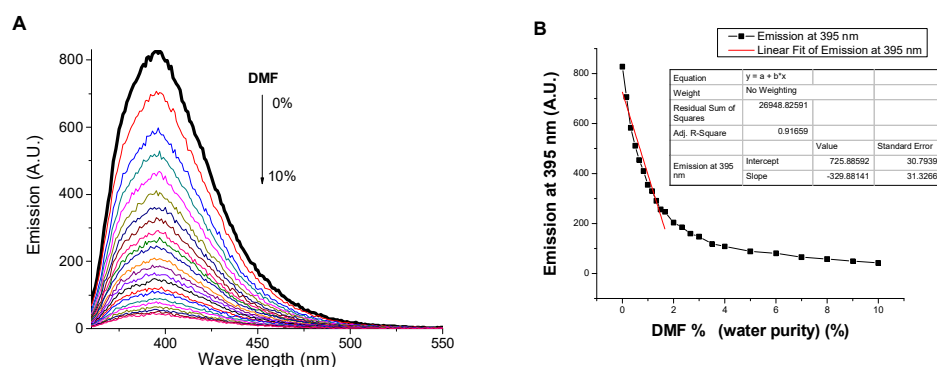 A
800
600
400
200
0
Emission (A.U.)
DMF
0%
10%
400
450
500
550
Wave length (nm)
B
Emission at 395 nm
Linear Fit of Emission at 395 nm
Equation y = a + b*x
Weight No Weighting
Residual Sum of Squares 26948.82591
Adj. R-Square 0.91659
Value Standard Error
Emission at 395 nm Intercept 725.88592 30.7939
Slope -329.88141 31.3266
1000
800
600
400
200
0
Emission at 395 nm (A.U.)
0 2 4 6 8 10
DMF % (water purity) (%)